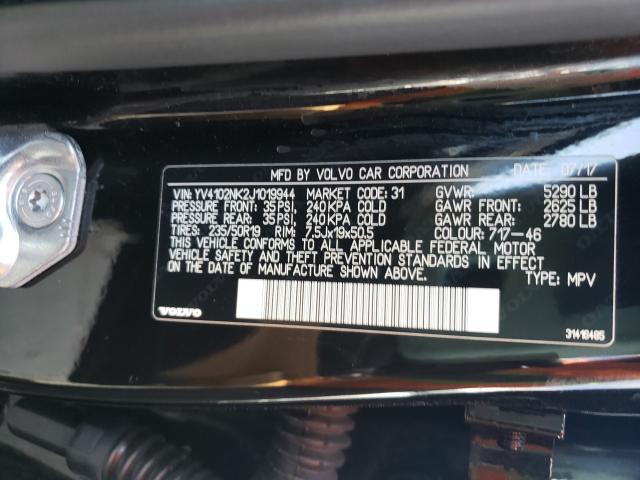 MFD BY VOLVO CAR CORPORATION DATE: 07/17
VIN: YV4102NK2J1019944 MARKET CODE: 31 GVWR: 5290 LB
PRESSURE FRONT: 35 PSI, 240 KPA COLD GAWR FRONT: 2625 LB
PRESSURE REAR: 35 PSI, 240 KPA COLD GAWR REAR: 2780 LB
TIRES: 235/50R19 RIM: 7,5Jx19x50.5 COLOUR: 717-46
THIS VEHICLE CONFORMS TO ALL APPLICABLE FEDERAL MOTOR
VEHICLE SAFETY AND THEFT PREVENTION STANDARDS IN EFFECT
ON THE DATE OF MANUFACTURE SHOWN ABOVE. TYPE: MPV
VOLVO 31416465